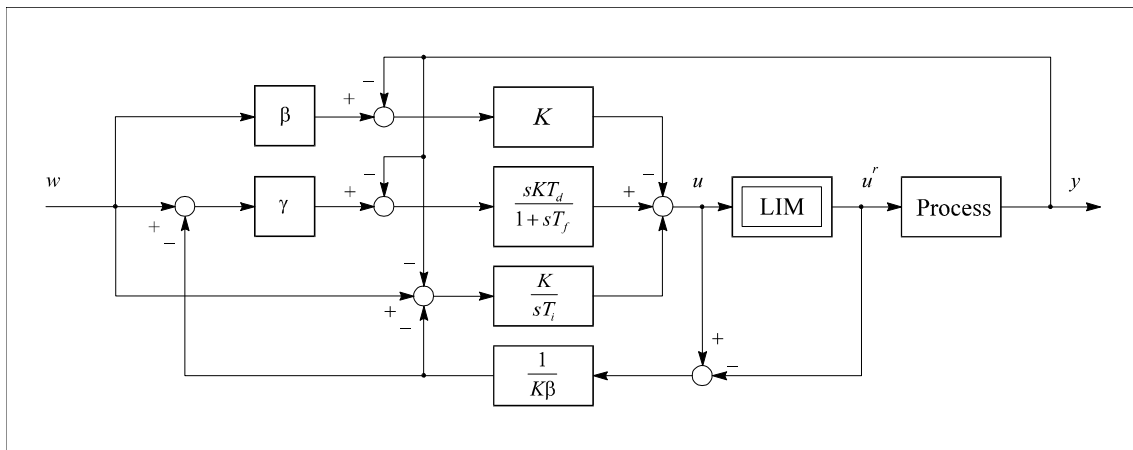 −
β
+
K
−
−
w
γ
+
sKT_d
1 + sT_f
+
u
LIM
u^r
Process
y
+
−
−
K
sT_i
+
−
+
1
Kβ
−